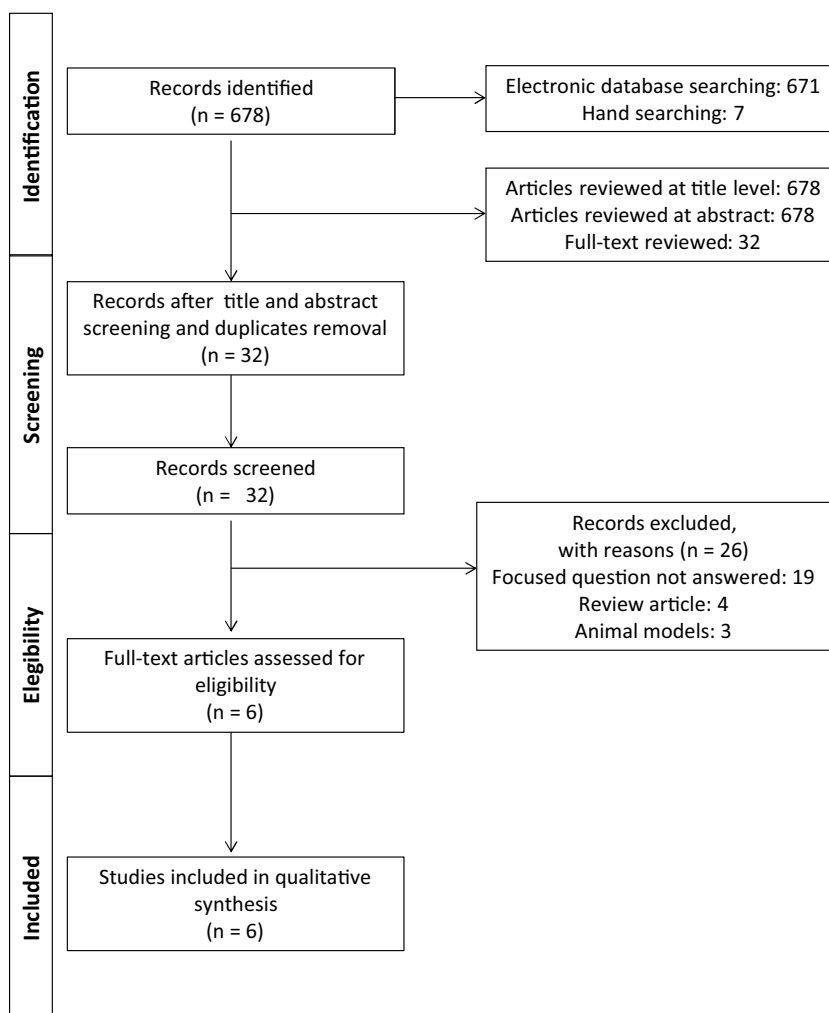 Identification
Records identified
(n = 678)
Electronic database searching: 671
Hand searching: 7
Articles reviewed at title level: 678
Articles reviewed at abstract: 678
Full-text reviewed: 32
Screening
Records after title and abstract
screening and duplicates removal
(n = 32)
Records screened
(n = 32)
Elegibility
Records excluded,
with reasons (n = 26)
Focused question not answered: 19
Review article: 4
Animal models: 3
Full-text articles assessed for
eligibility
(n = 6)
Included
Studies included in qualitative
synthesis
(n = 6)